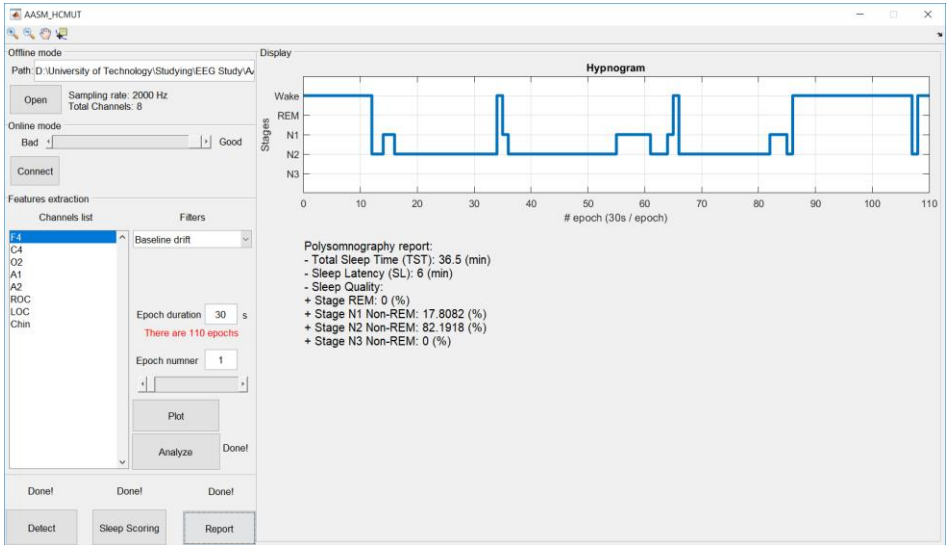 AASM_HCMUT
Offline mode
Path: D:\University of Technology\Studying\EEG Study\A
Open
Sampling rate: 2000 Hz
Total Channels: 8
Online mode
Bad
Good
Connect
Features extraction
Channels list
Filters
F4
C4
O2
A1
A2
ROC
LOC
Chin
Baseline drift
Epoch duration 30 s
There are 110 epochs
Epoch numner 1
Plot
Analyze
Done!
Done!
Done!
Done!
Detect
Sleep Scoring
Report
Display
Hypnogram
Stages
Wake
REM
N1
N2
N3
0 10 20 30 40 50 60 70 80 90 100 110
# epoch (30s / epoch)
Polysomnography report:
- Total Sleep Time (TST): 36.5 (min)
- Sleep Latency (SL): 6 (min)
- Sleep Quality:
+ Stage REM: 0 (%)
+ Stage N1 Non-REM: 17.8082 (%)
+ Stage N2 Non-REM: 82.1918 (%)
+ Stage N3 Non-REM: 0 (%)